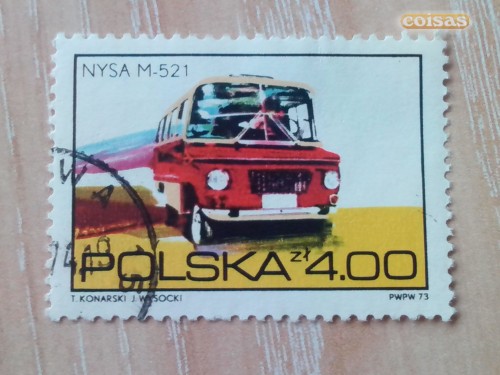 coisas
NYSA M-521
POLSKA zł 4.00
T. KONARSKI J. WYSOCKI PWPW 73